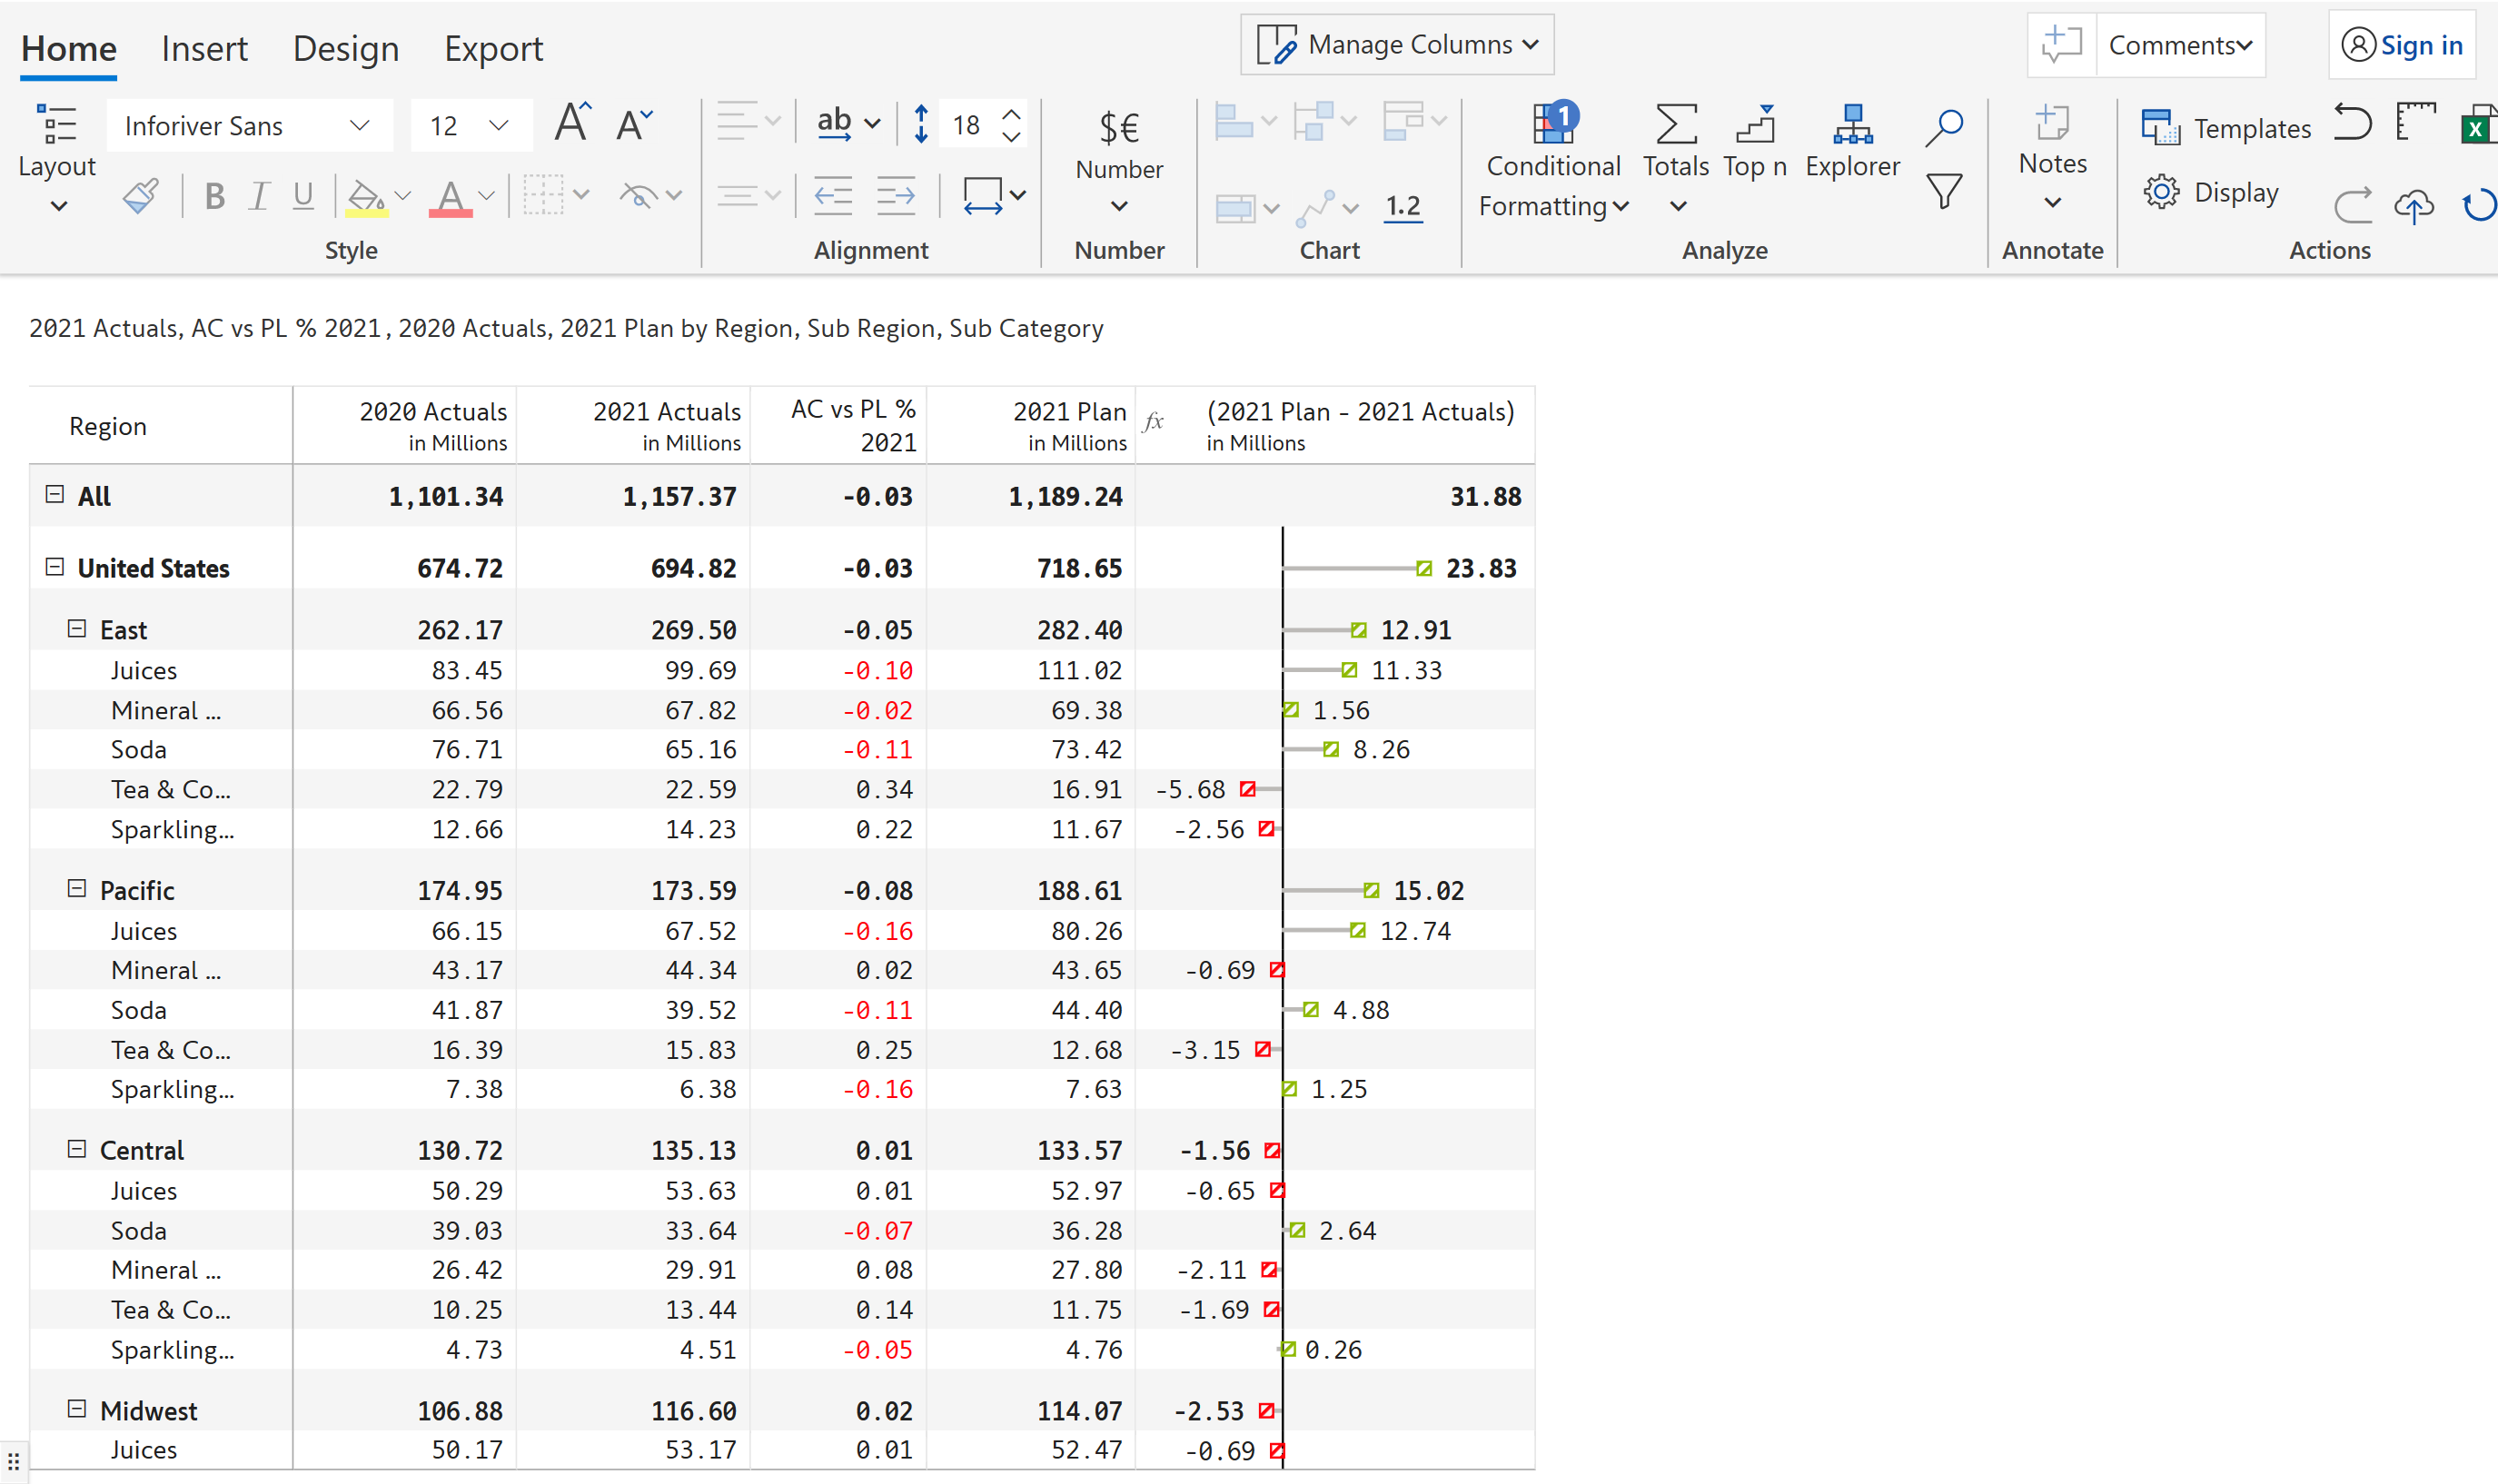 Home Insert Design Export Manage Columns Comments Sign in
Inforiver Sans 12 A A ab 18 $€ 1 Templates
Layout Number Conditional Totals Top n Explorer Notes
B I U A 1.2 Formatting Display
Style Alignment Number Chart Analyze Annotate Actions
2021 Actuals, AC vs PL % 2021, 2020 Actuals, 2021 Plan by Region, Sub Region, Sub Category
Region 2020 Actuals in Millions 2021 Actuals in Millions AC vs PL % 2021 2021 Plan in Millions fx (2021 Plan - 2021 Actuals) in Millions
All 1,101.34 1,157.37 -0.03 1,189.24 31.88
United States 674.72 694.82 -0.03 718.65 23.83
East 262.17 269.50 -0.05 282.40 12.91
Juices 83.45 99.69 -0.10 111.02 11.33
Mineral ... 66.56 67.82 -0.02 69.38 1.56
Soda 76.71 65.16 -0.11 73.42 8.26
Tea & Co... 22.79 22.59 0.34 16.91 -5.68
Sparkling... 12.66 14.23 0.22 11.67 -2.56
Pacific 174.95 173.59 -0.08 188.61 15.02
Juices 66.15 67.52 -0.16 80.26 12.74
Mineral ... 43.17 44.34 0.02 43.65 -0.69
Soda 41.87 39.52 -0.11 44.40 4.88
Tea & Co... 16.39 15.83 0.25 12.68 -3.15
Sparkling... 7.38 6.38 -0.16 7.63 1.25
Central 130.72 135.13 0.01 133.57 -1.56
Juices 50.29 53.63 0.01 52.97 -0.65
Soda 39.03 33.64 -0.07 36.28 2.64
Mineral ... 26.42 29.91 0.08 27.80 -2.11
Tea & Co... 10.25 13.44 0.14 11.75 -1.69
Sparkling... 4.73 4.51 -0.05 4.76 0.26
Midwest 106.88 116.60 0.02 114.07 -2.53
Juices 50.17 53.17 0.01 52.47 -0.69